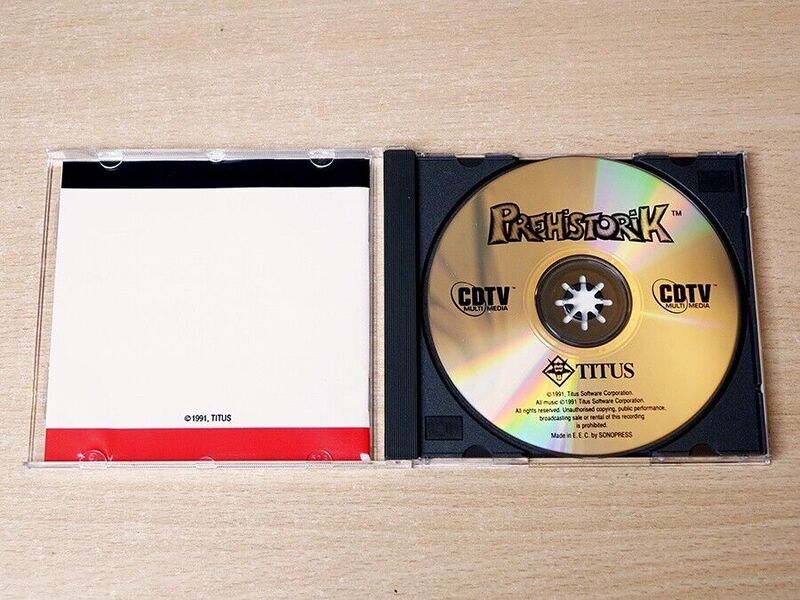 ©1991, TITUS
PREHISTORIK™
CDTV™
MULTI MEDIA
CDTV™
MULTI MEDIA
TITUS
©1991, Titus Software Corporation.
All music ©1991 Titus Software Corporation.
All rights reserved. Unauthorised copying, public performance,
broadcasting sale or rental of this recording
is prohibited.
Made in E. E. C. by SONOPRESS